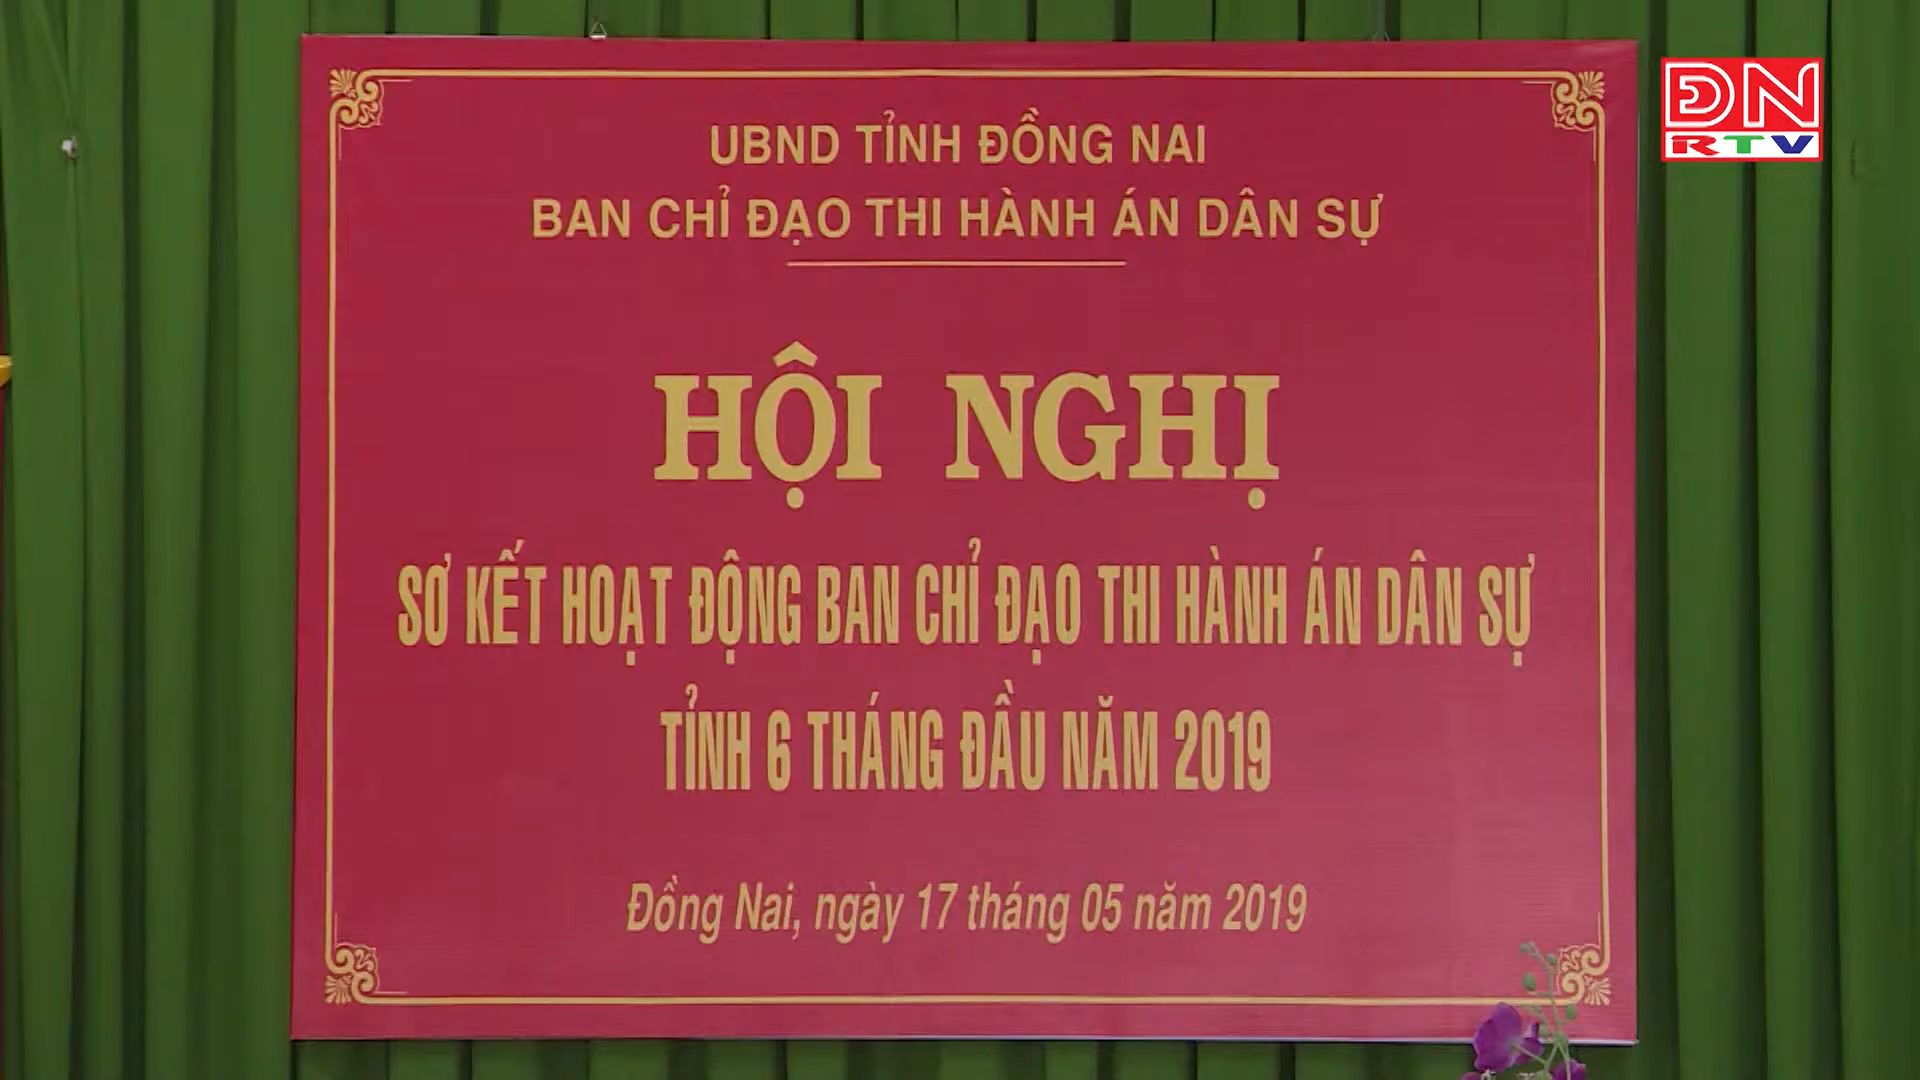 UBND TỈNH ĐỒNG NAI
BAN CHỈ ĐẠO THI HÀNH ÁN DÂN SỰ
HỘI NGHỊ
SƠ KẾT HOẠT ĐỘNG BAN CHỈ ĐẠO THI HÀNH ÁN DÂN SỰ
TỈNH 6 THÁNG ĐẦU NĂM 2019
Đồng Nai, ngày 17 tháng 05 năm 2019
ĐN
RTV